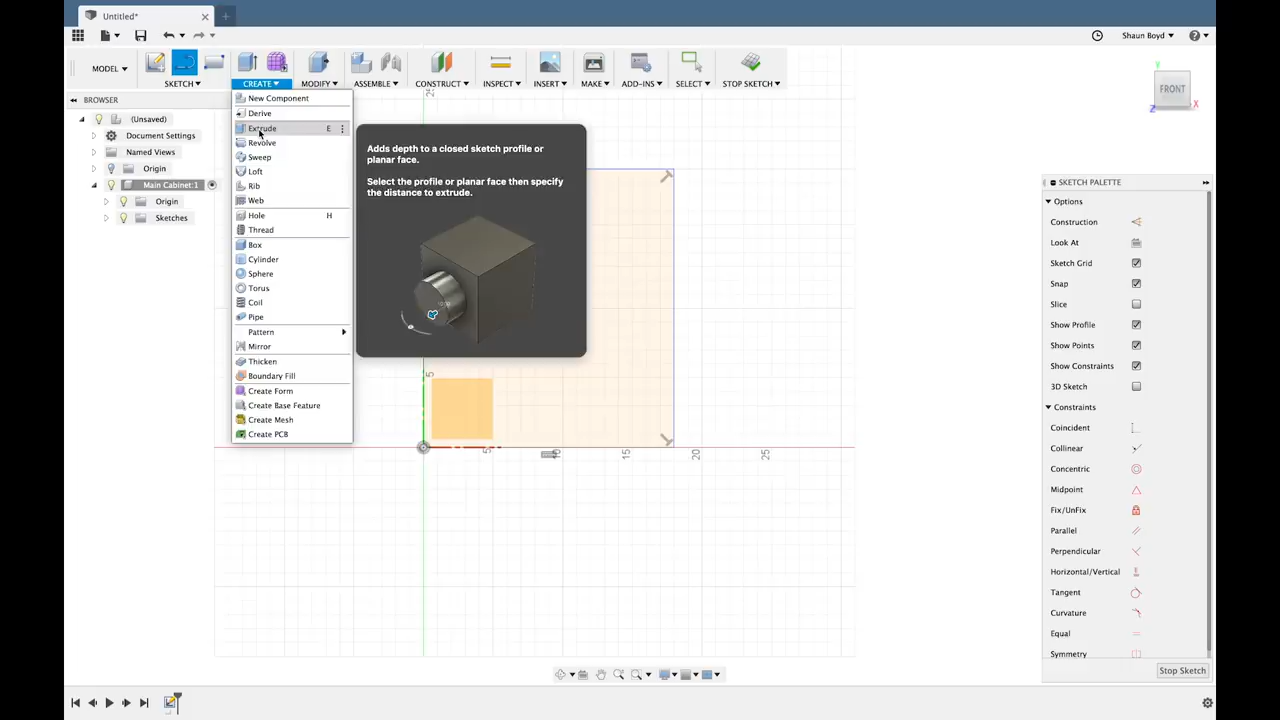 Untitled*
Shaun Boyd
MODEL
SKETCH
CREATE
MODIFY
ASSEMBLE
CONSTRUCT
INSPECT
INSERT
MAKE
ADD-INS
SELECT
STOP SKETCH
BROWSER
(Unsaved)
Document Settings
Named Views
Origin
Main Cabinet:1
Origin
Sketches
New Component
Derive
Extrude E
Revolve
Sweep
Loft
Rib
Web
Hole H
Thread
Box
Cylinder
Sphere
Torus
Coil
Pipe
Pattern
Mirror
Thicken
Boundary Fill
Create Form
Create Base Feature
Create Mesh
Create PCB
Adds depth to a closed sketch profile or
planar face.
Select the profile or planar face then specify
the distance to extrude.
5
5
10
15
20
25
FRONT
X
Y
Z
SKETCH PALETTE
Options
Construction
Look At
Sketch Grid
Snap
Slice
Show Profile
Show Points
Show Constraints
3D Sketch
Constraints
Coincident
Collinear
Concentric
Midpoint
Fix/UnFix
Parallel
Perpendicular
Horizontal/Vertical
Tangent
Curvature
Equal
Symmetry
Stop Sketch